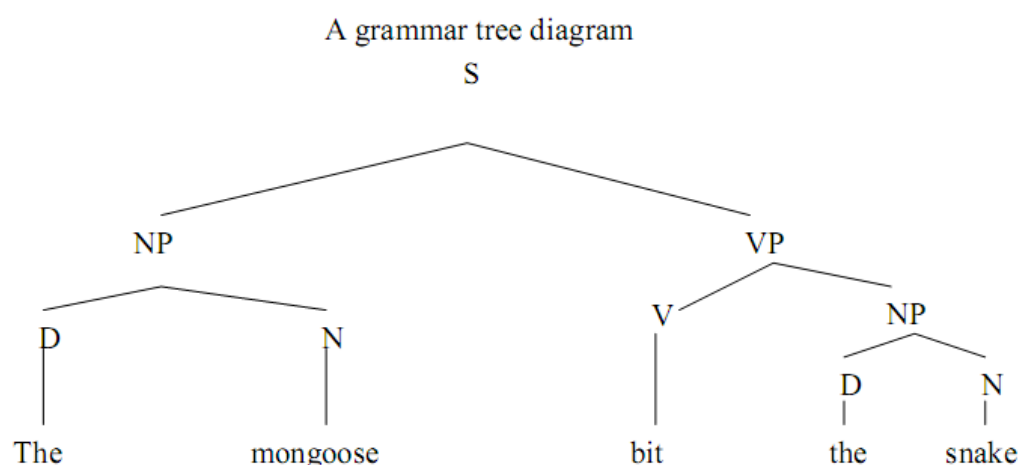 A grammar tree diagram
S
NP VP
V NP
D N
D N
The mongoose bit the snake